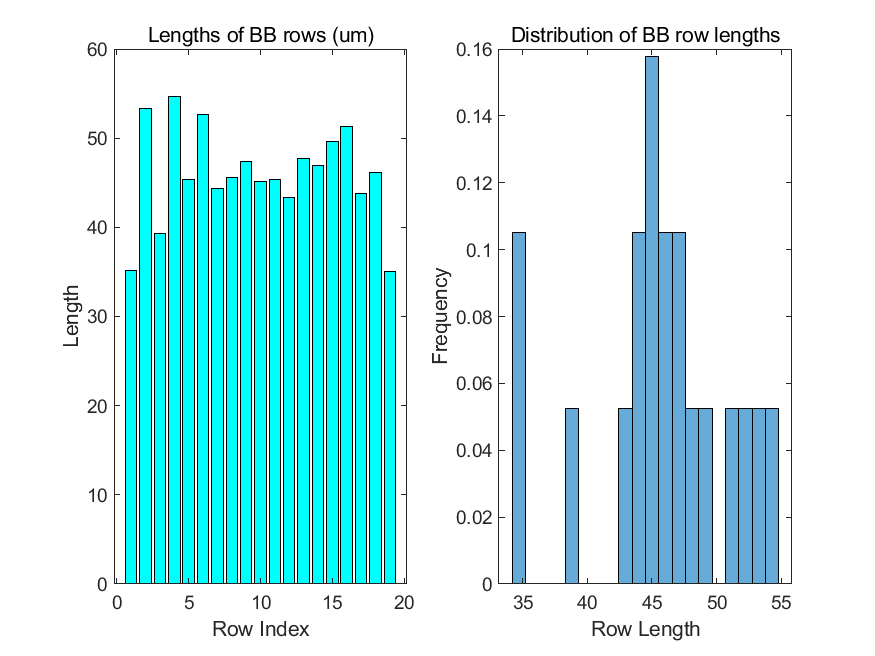 Lengths of BB rows (um)
60
50
40
30
20
10
0
Length
0 5 10 15 20
Row Index
Distribution of BB row lengths
0.16
0.14
0.12
0.1
0.08
0.06
0.04
0.02
0
Frequency
35 40 45 50 55
Row Length